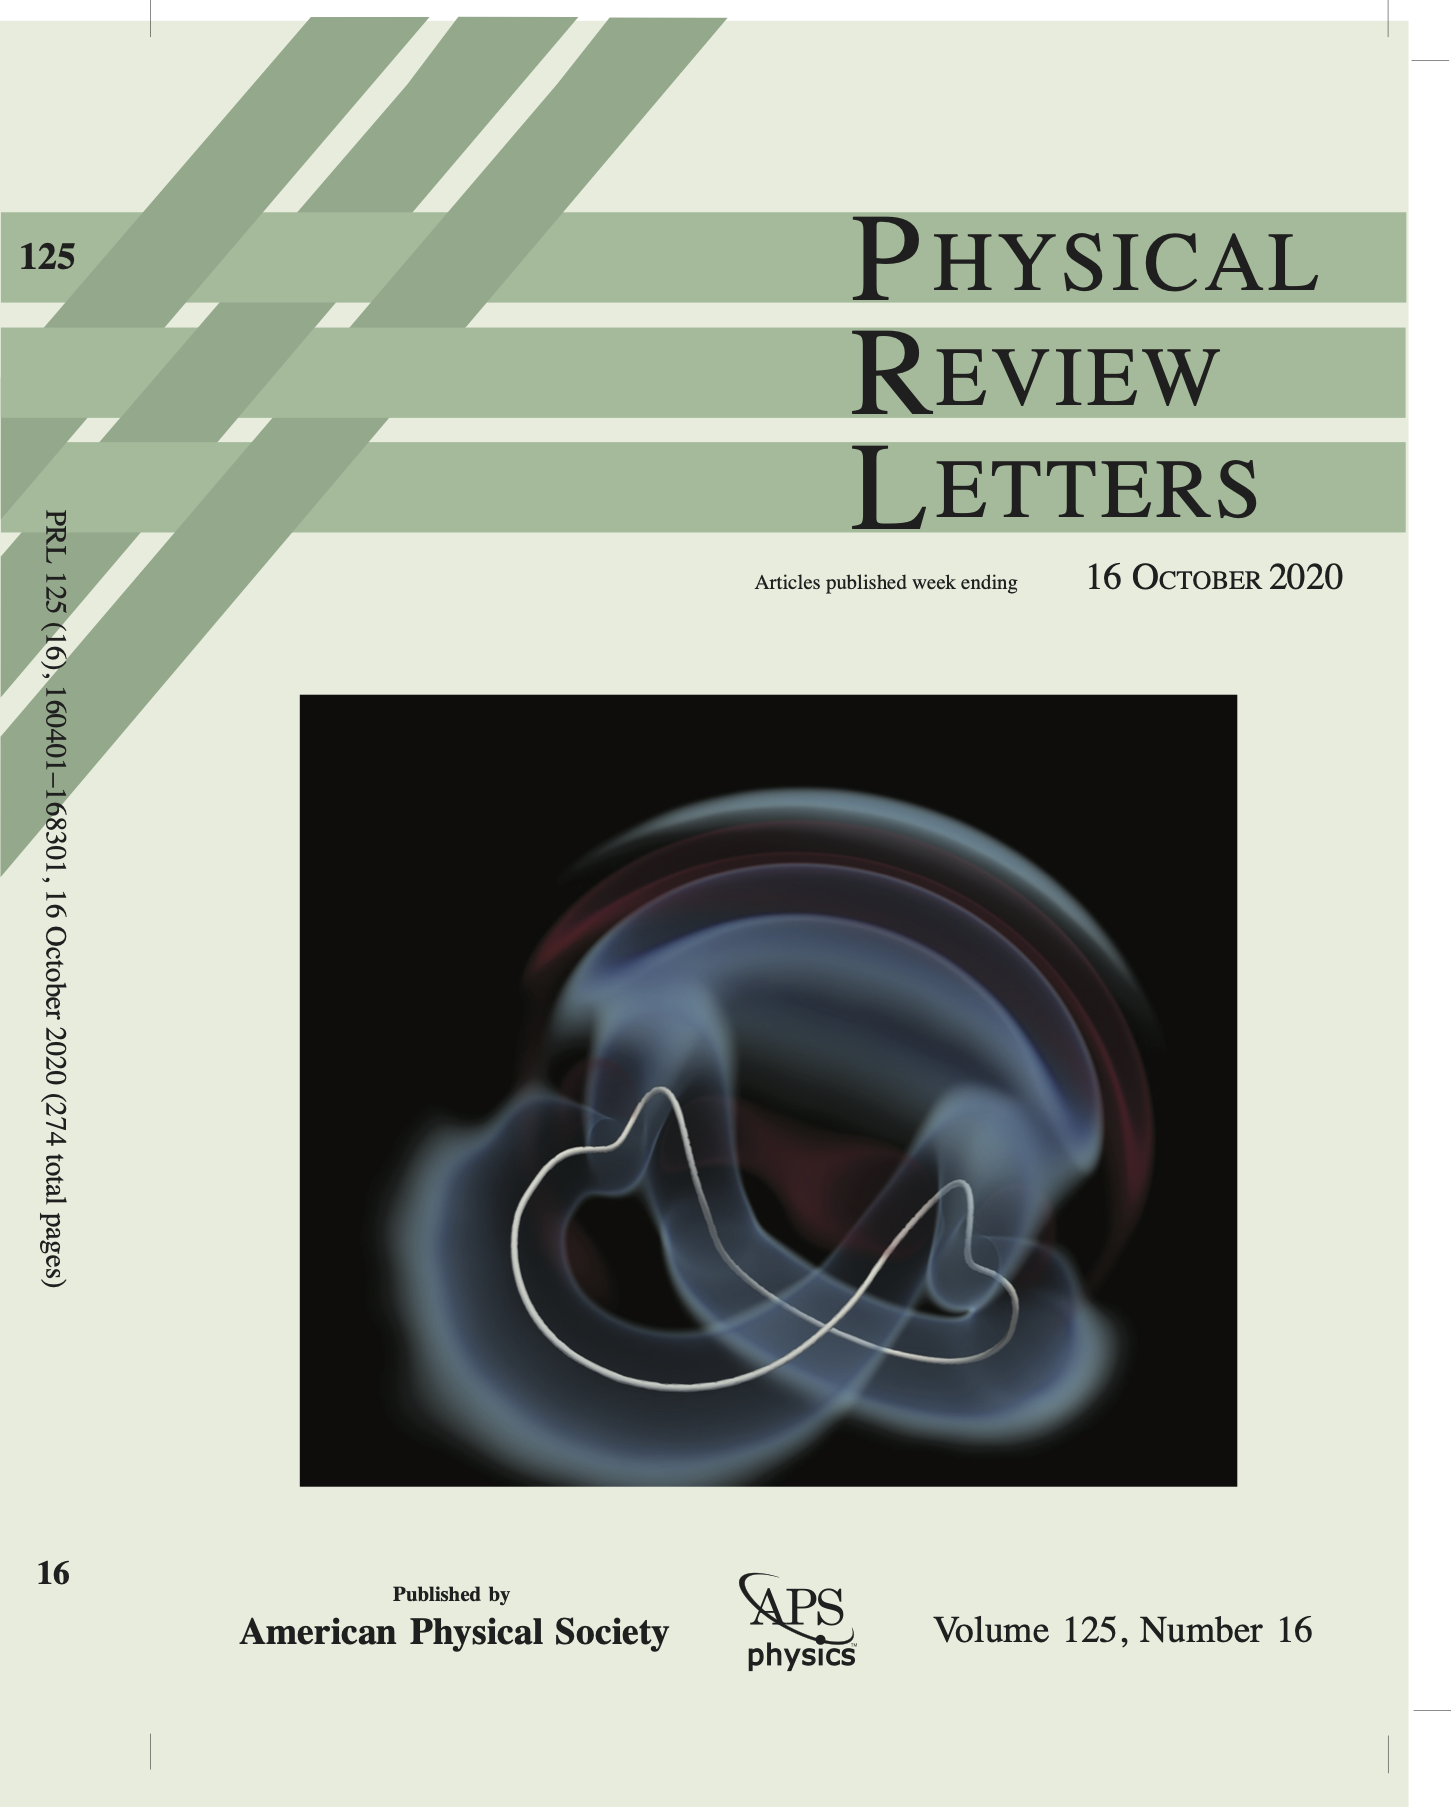 125
PHYSICAL
REVIEW
LETTERS
Articles published week ending 16 OCTOBER 2020
PRL 125 (16), 160401–168301, 16 October 2020 (274 total pages)
16
Published by
American Physical Society
APS
physics™
Volume 125, Number 16